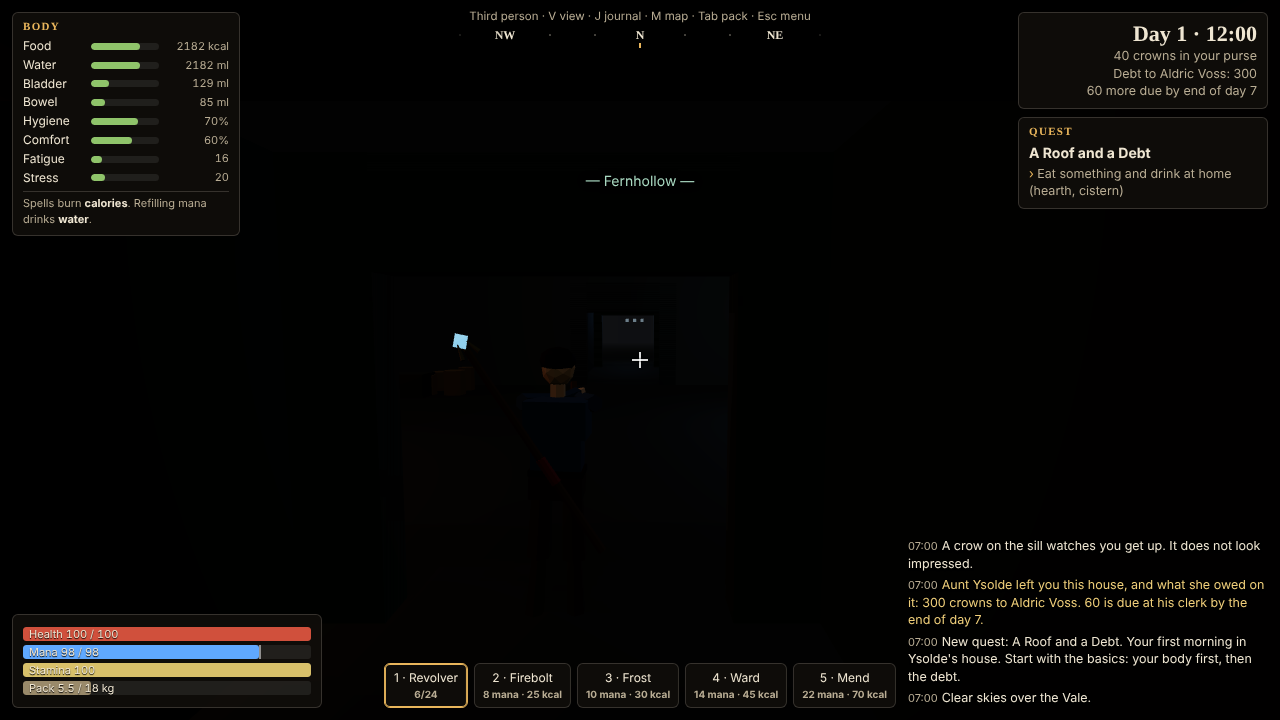 BODY
Food 2182 kcal
Water 2182 ml
Bladder 129 ml
Bowel 85 ml
Hygiene 70%
Comfort 60%
Fatigue 16
Stress 20
Spells burn calories. Refilling mana
drinks water.
Third person · V view · J journal · M map · Tab pack · Esc menu
· NW · · N · · NE ·
Day 1 · 12:00
40 crowns in your purse
Debt to Aldric Voss: 300
60 more due by end of day 7
QUEST
A Roof and a Debt
› Eat something and drink at home
(hearth, cistern)
— Fernhollow —
...
07:00 A crow on the sill watches you get up. It does not look
impressed.
07:00 Aunt Ysolde left you this house, and what she owed on
it: 300 crowns to Aldric Voss. 60 is due at his clerk by the
end of day 7.
07:00 New quest: A Roof and a Debt. Your first morning in
Ysolde's house. Start with the basics: your body first, then
the debt.
07:00 Clear skies over the Vale.
Health 100 / 100
Mana 98 / 98
Stamina 100
Pack 5.5 / 18 kg
1 · Revolver
6/24
2 · Firebolt
8 mana · 25 kcal
3 · Frost
10 mana · 30 kcal
4 · Ward
14 mana · 45 kcal
5 · Mend
22 mana · 70 kcal